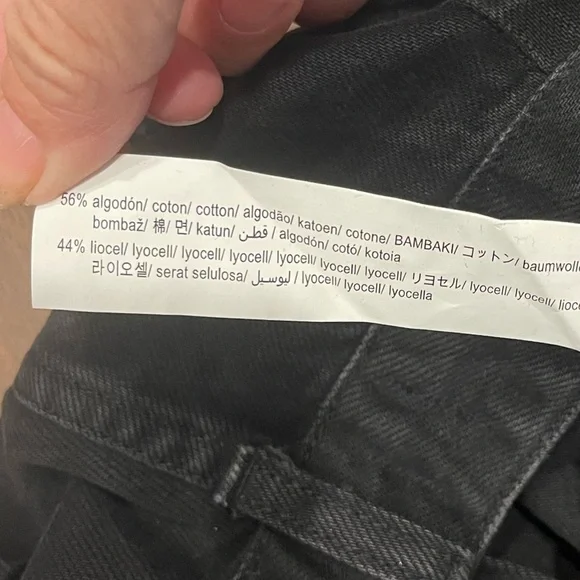 56% algodón/ coton/ cotton/ algodão/ katoen/ cotone/ BAMBAKI/ コットン/ baumwolle
bombaž/ 棉/ 면/ katun/ قطن / algodón/ cotó/ kotoia
44% liocel/ lyocell/ lyocell/ lyocell/ lyocell/ lyocell/ lyocell/ リヨセル/ lyocell/ lyocell/
라이오셀/ serat selulosa/ ليوسيل / lyocell/ lyocell/ lyocella